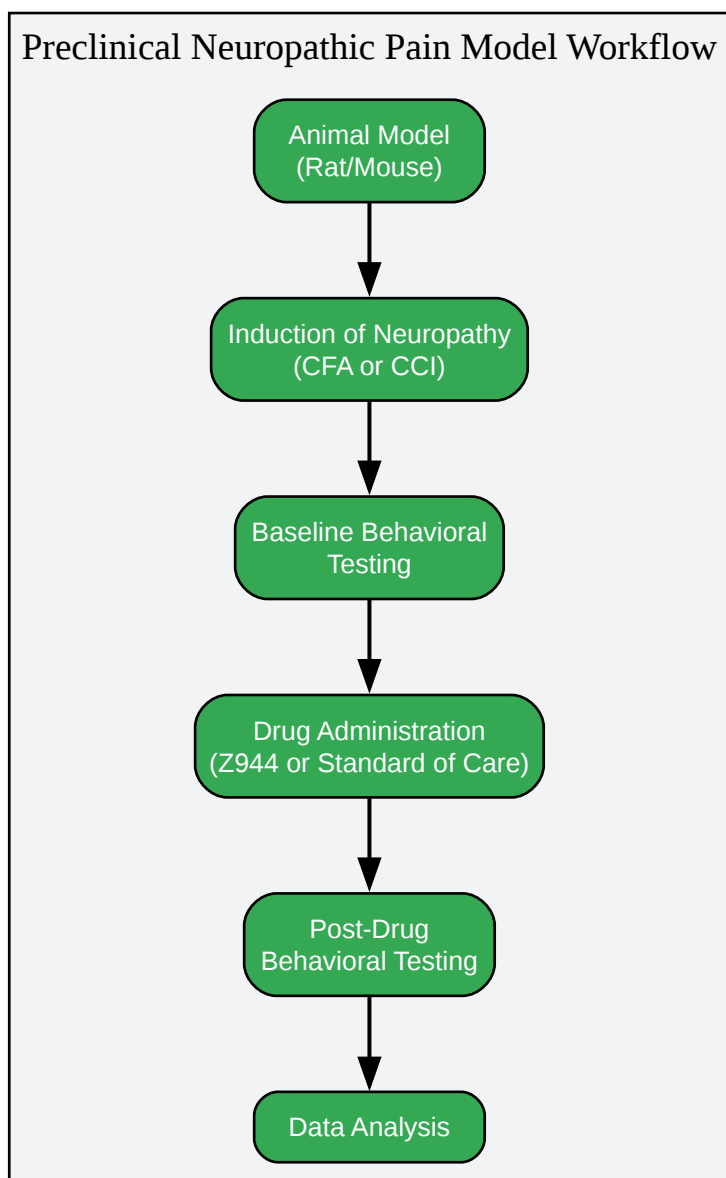 Preclinical Neuropathic Pain Model Workflow
Animal Model
(Rat/Mouse)
Induction of Neuropathy
(CFA or CCI)
Baseline Behavioral
Testing
Drug Administration
(Z944 or Standard of Care)
Post-Drug
Behavioral Testing
Data Analysis